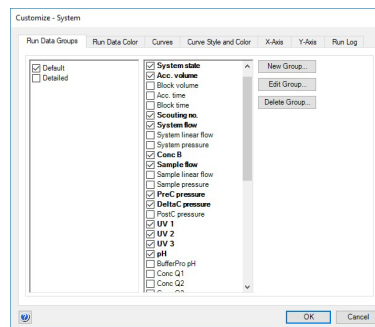 Customize - System
Run Data Groups
Run Data Color
Curves
Curve Style and Color
X-Axis
Y-Axis
Run Log
Default
Detailed
System state
Acc. volume
Block volume
Acc. time
Block time
Scouting no.
System flow
System linear flow
System pressure
Conc B
Sample flow
Sample linear flow
Sample pressure
PreC pressure
DeltaC pressure
PostC pressure
UV 1
UV 2
UV 3
pH
BufferPro pH
Conc Q1
Conc Q2
New Group...
Edit Group...
Delete Group...
OK
Cancel